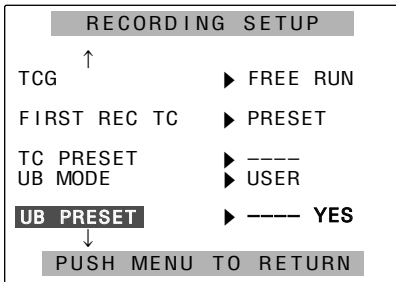 RECORDING SETUP
↑
TCG ▶ FREE RUN
FIRST REC TC ▶ PRESET
TC PRESET ▶ ----
UB MODE ▶ USER
UB PRESET ▶ ---- YES
↓
PUSH MENU TO RETURN